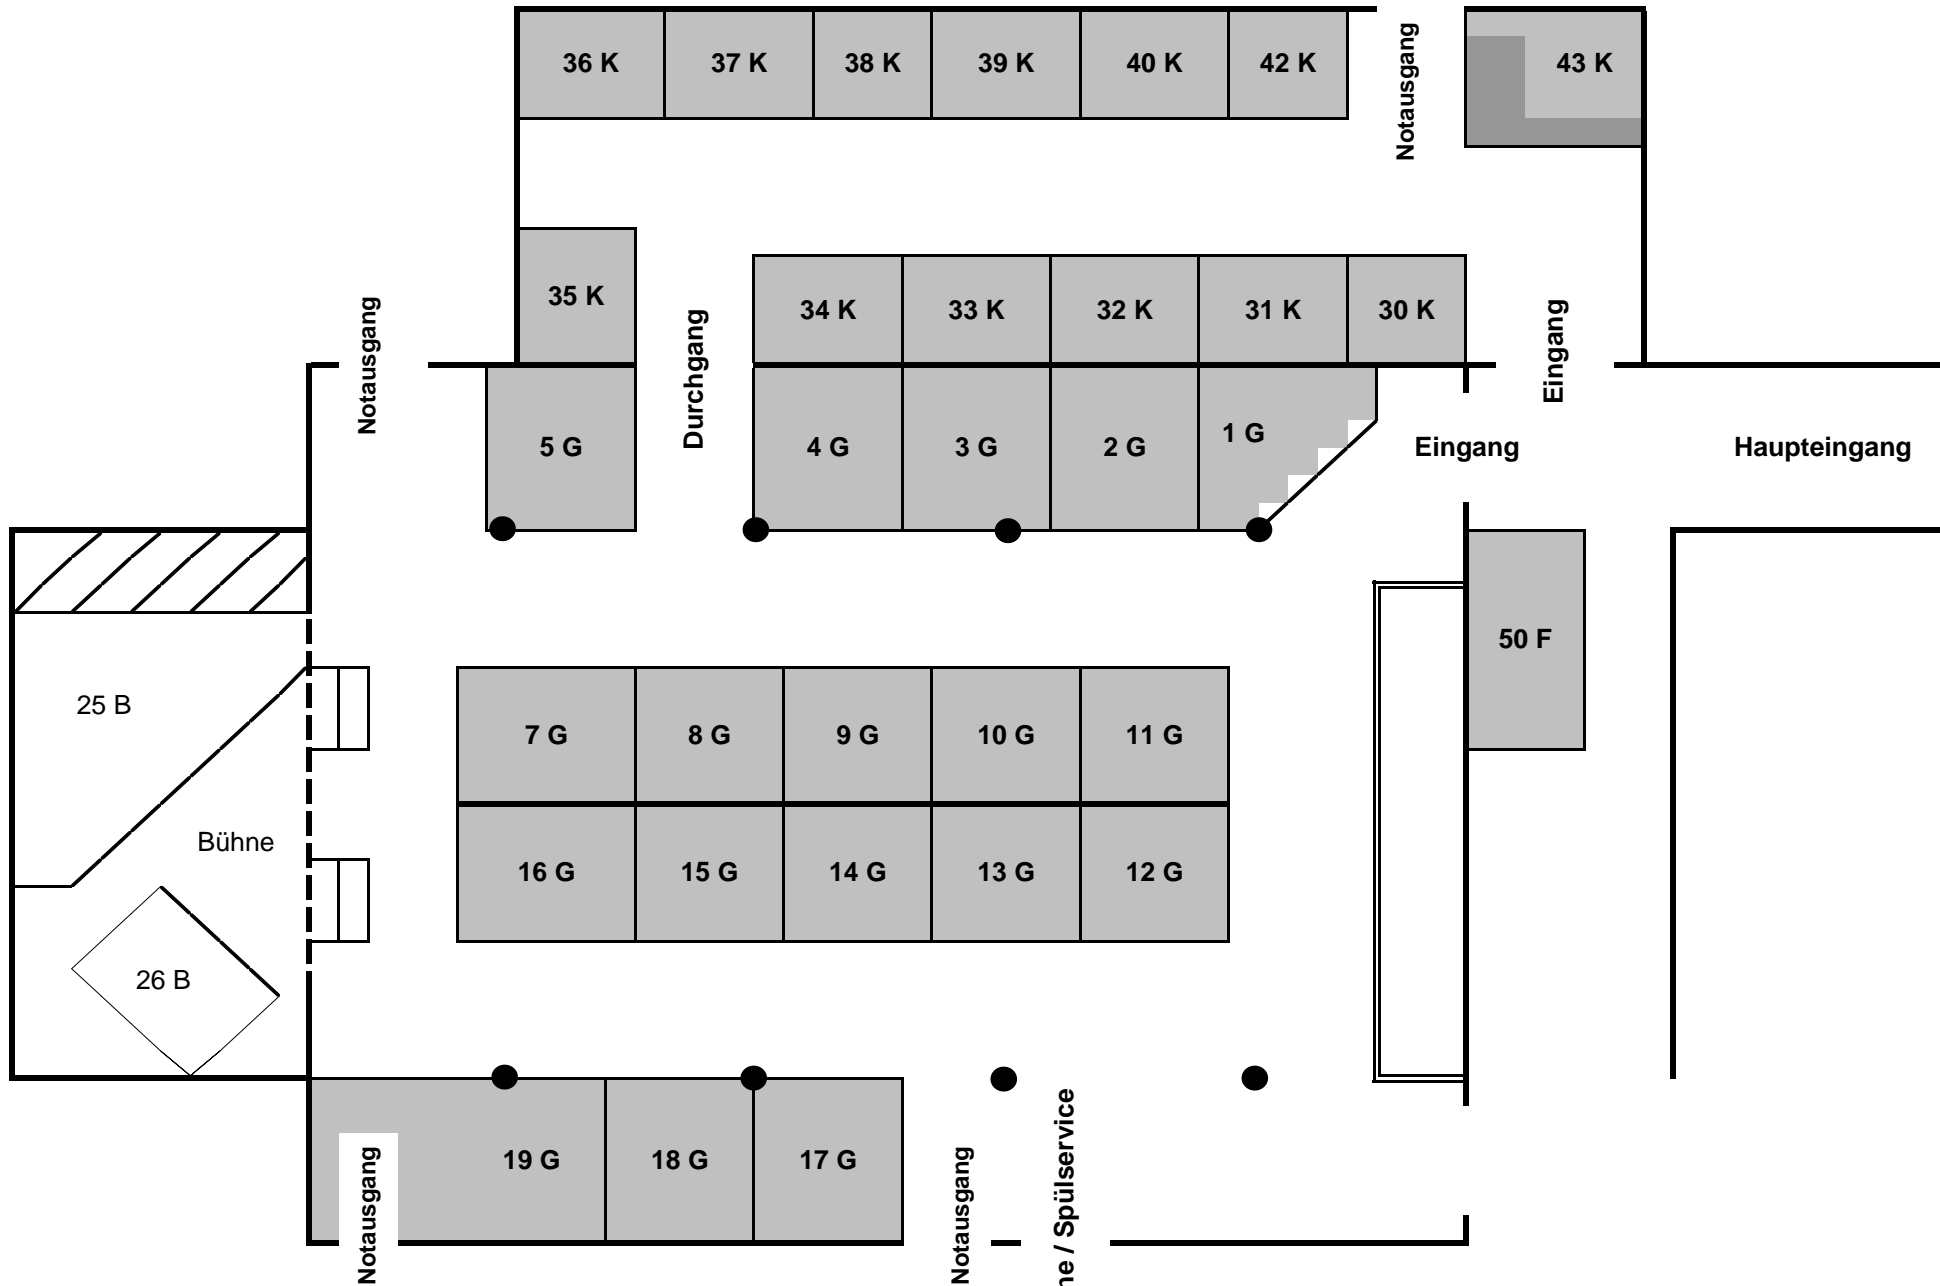 36 K
37 K
38 K
39 K
40 K
42 K
Notausgang
43 K
35 K
34 K
33 K
32 K
31 K
30 K
Notausgang
Durchgang
Eingang
5 G
4 G
3 G
2 G
1 G
Eingang
Haupteingang
50 F
25 B
7 G
8 G
9 G
10 G
11 G
Bühne
16 G
15 G
14 G
13 G
12 G
26 B
19 G
18 G
17 G
Notausgang
Notausgang
/ Spülservice